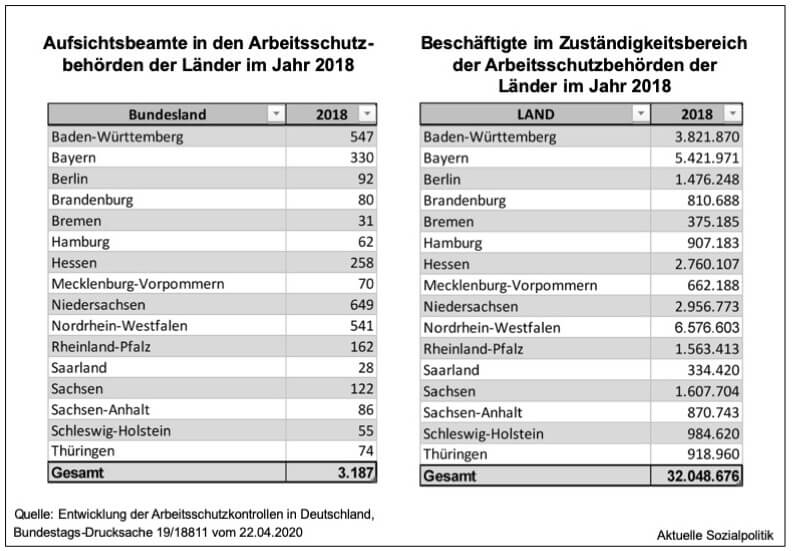 Aufsichtsbeamte in den Arbeitsschutz-
behörden der Länder im Jahr 2018
Bundesland 2018
Baden-Württemberg 547
Bayern 330
Berlin 92
Brandenburg 80
Bremen 31
Hamburg 62
Hessen 258
Mecklenburg-Vorpommern 70
Niedersachsen 649
Nordrhein-Westfalen 541
Rheinland-Pfalz 162
Saarland 28
Sachsen 122
Sachsen-Anhalt 86
Schleswig-Holstein 55
Thüringen 74
Gesamt 3.187
Beschäftigte im Zuständigkeitsbereich
der Arbeitsschutzbehörden der
Länder im Jahr 2018
LAND 2018
Baden-Württemberg 3.821.870
Bayern 5.421.971
Berlin 1.476.248
Brandenburg 810.688
Bremen 375.185
Hamburg 907.183
Hessen 2.760.107
Mecklenburg-Vorpommern 662.188
Niedersachsen 2.956.773
Nordrhein-Westfalen 6.576.603
Rheinland-Pfalz 1.563.413
Saarland 334.420
Sachsen 1.607.704
Sachsen-Anhalt 870.743
Schleswig-Holstein 984.620
Thüringen 918.960
Gesamt 32.048.676
Quelle: Entwicklung der Arbeitsschutzkontrollen in Deutschland,
Bundestags-Drucksache 19/18811 vom 22.04.2020
Aktuelle Sozialpolitik